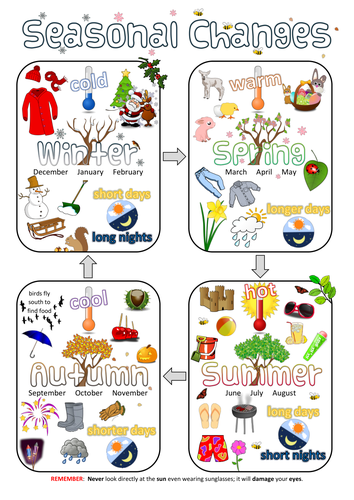 Seasonal Changes
cold
Winter
December January February
short days
long nights
warm
Spring
March April May
longer days
birds fly
south to
find food
cool
Autumn
September October November
shorter days
hot
Summer
June July August
long days
short nights
REMEMBER: Never look directly at the sun even wearing sunglasses; it will damage your eyes.